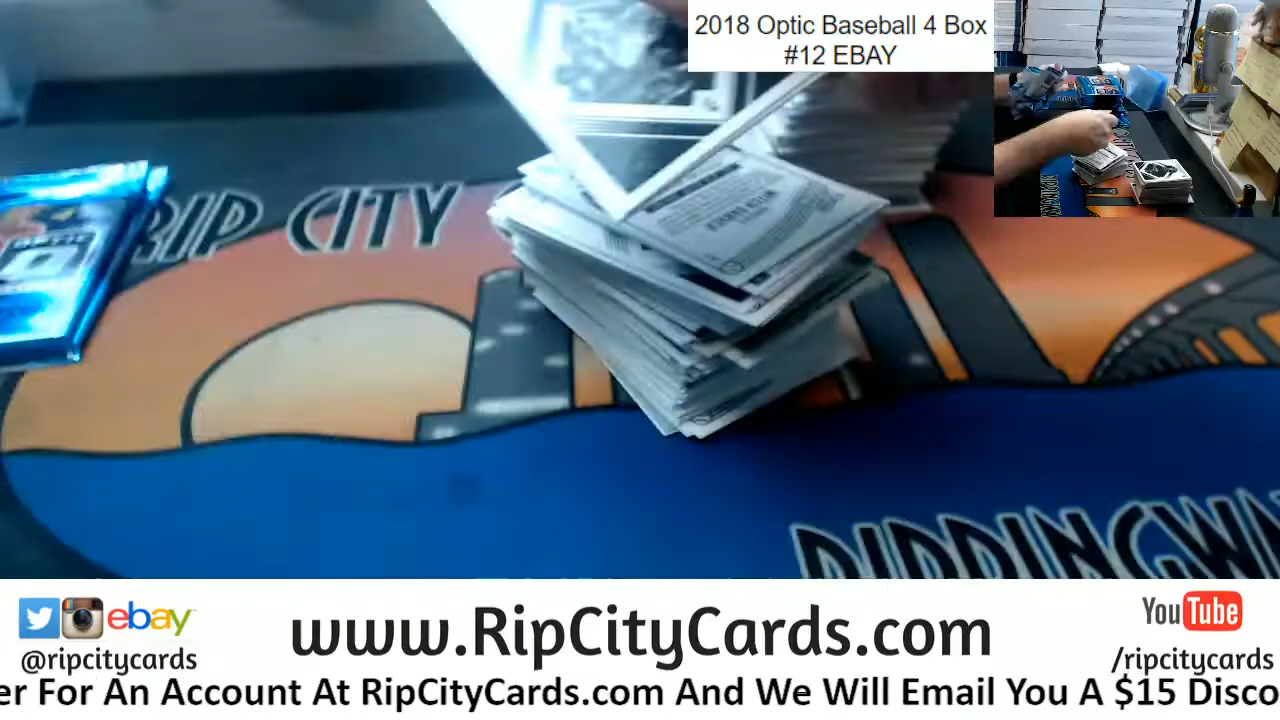 2018 Optic Baseball 4 Box
#12 EBAY
RIP CITY
RIPPINGWA
ebay
www.RipCityCards.com
YouTube
@ripcitycards
/ripcitycards
er For An Account At RipCityCards.com And We Will Email You A $15 Disco